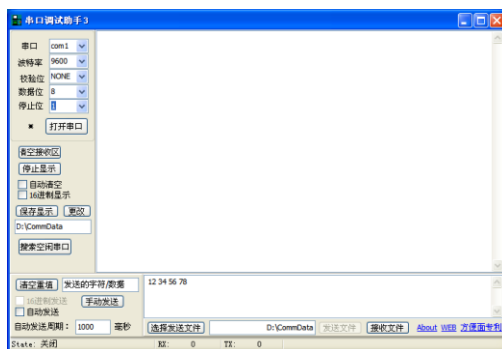 串口调试助手3
串口 com1
波特率 9600
校验位 NONE
数据位 8
停止位 1
打开串口
清空接收区
停止显示
自动清空
16进制显示
保存显示 更改
D:\CommData
搜索空闲串口
清空重填 发送的字符/数据 12 34 56 78
16进制发送 手动发送
自动发送
自动发送周期: 1000 毫秒 选择发送文件 D:\CommData 发送文件 接收文件 About WEB 方便面专利
State: 关闭 RX: 0 TX: 0